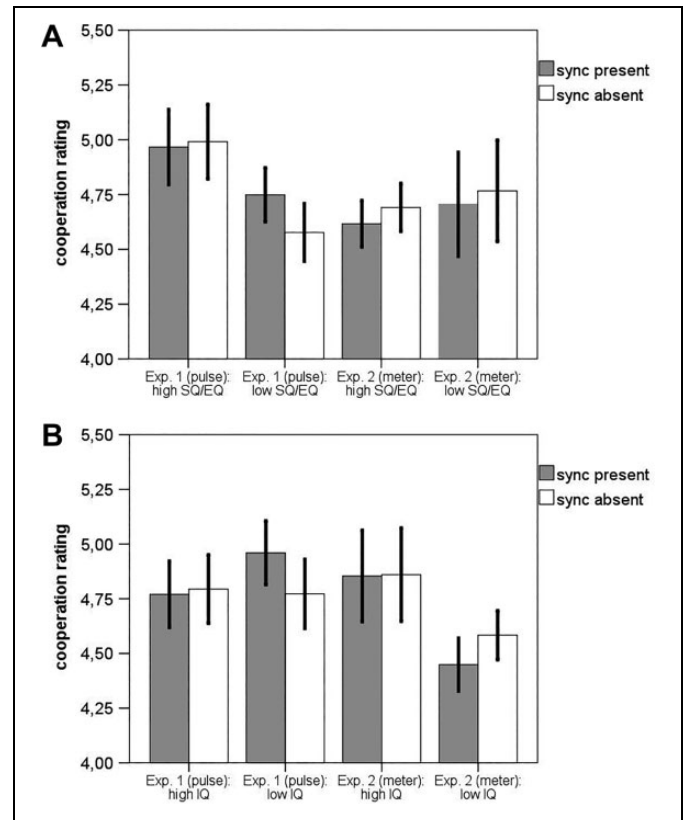 A
5,50
5,25
5,00
4,75
4,50
4,25
4,00
cooperation rating
sync present
sync absent
Exp. 1 (pulse): high SQ/EQ
Exp. 1 (pulse): low SQ/EQ
Exp. 2 (meter): high SQ/EQ
Exp. 2 (meter): low SQ/EQ
B
5,50
5,25
5,00
4,75
4,50
4,25
4,00
cooperation rating
sync present
sync absent
Exp. 1 (pulse): high IQ
Exp. 1 (pulse): low IQ
Exp. 2 (meter): high IQ
Exp. 2 (meter): low IQ